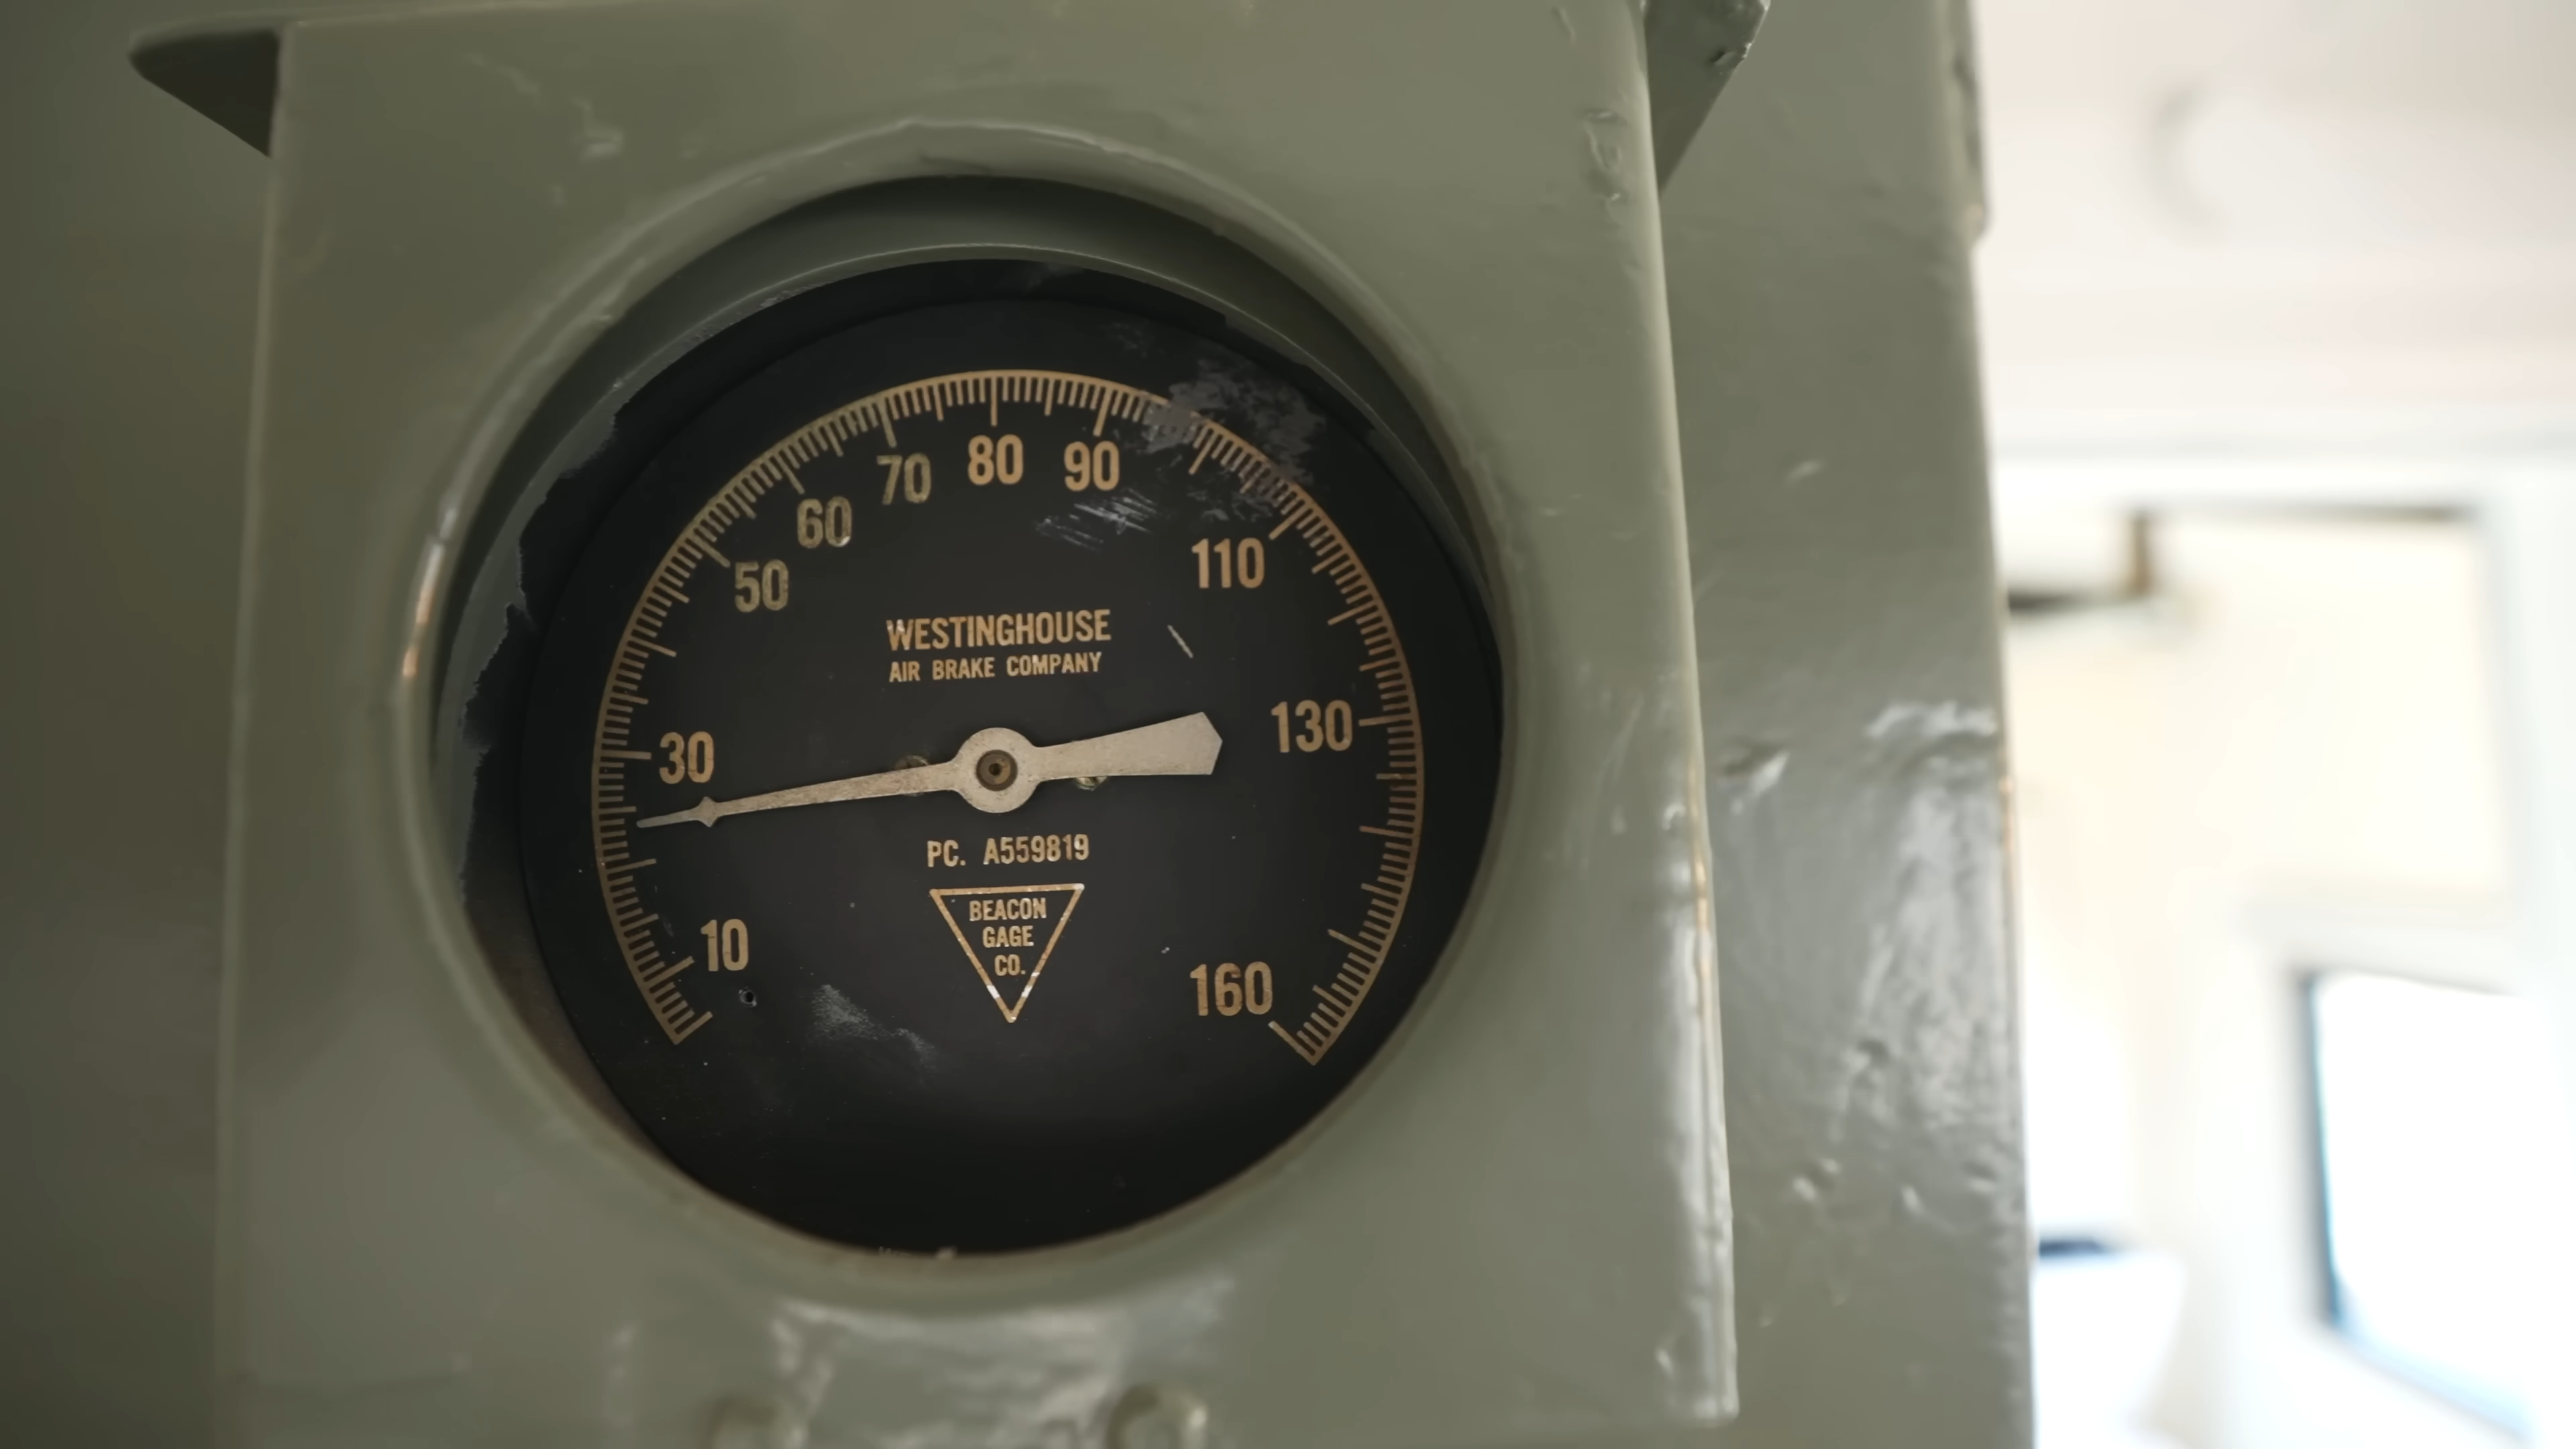 50 60 70 80 90 110
WESTINGHOUSE
AIR BRAKE COMPANY
30 130
PC. A559819
BEACON
GAGE
CO.
10 160